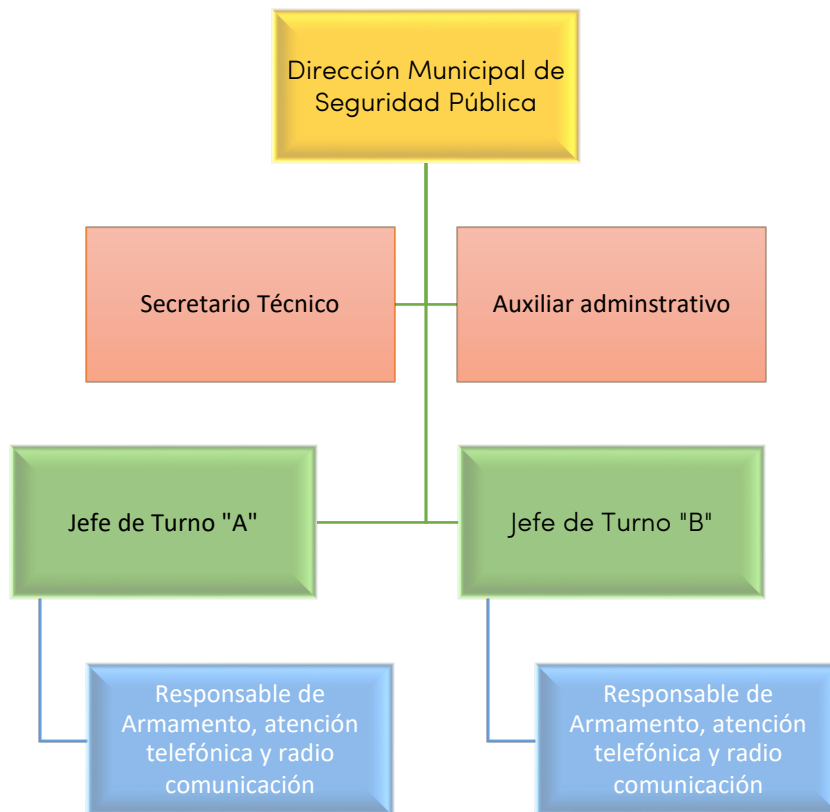 Dirección Municipal de
Seguridad Pública
Secretario Técnico
Auxiliar adminstrativo
Jefe de Turno "A"
Jefe de Turno "B"
Responsable de
Armamento, atención
telefónica y radio
comunicación
Responsable de
Armamento, atención
telefónica y radio
comunicación